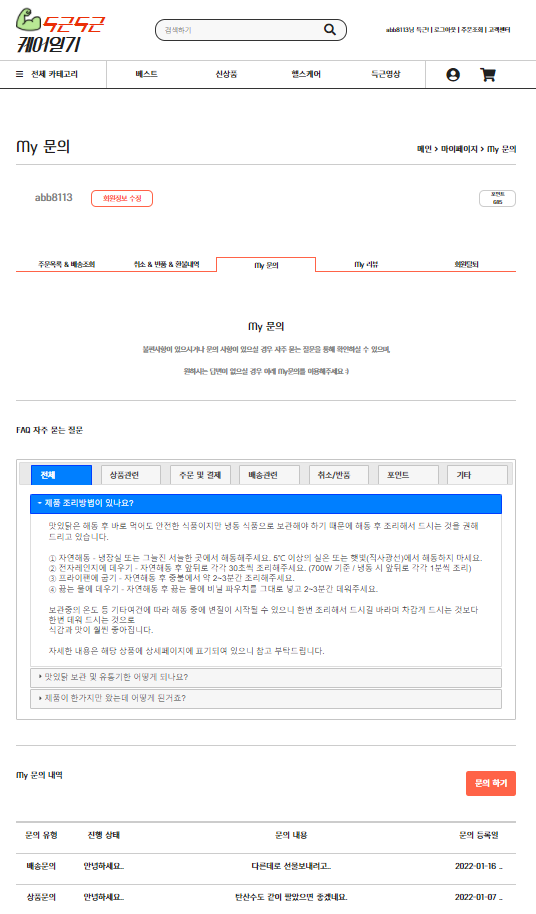 두근두근
케어일기
검색하기
abb8113님 득근! | 로그아웃 | 주문조회 | 고객센터
전체 카테고리 베스트 신상품 헬스케어 득근영상
My 문의
메인 > 마이페이지 > My 문의
abb8113 회원정보 수정
포인트
685
주문목록 & 배송조회 취소 & 반품 & 환불내역 My 문의 My 리뷰 회원탈퇴
My 문의
불편사항이 있으시거나 문의 사항이 있으실 경우 자주 묻는 질문을 통해 확인하실 수 있으며,
원하시는 답변이 없으실 경우 아래 My문의를 이용해주세요 :)
FAQ 자주 묻는 질문
전체 상품관련 주문 및 결제 배송관련 취소/반품 포인트 기타
제품 조리방법이 있나요?
맛있닭은 해동 후 바로 먹어도 안전한 식품이지만 냉동 식품으로 보관해야 하기 때문에 해동 후 조리해서 드시는 것을 권해
드리고 있습니다.
① 자연해동 - 냉장실 또는 그늘진 서늘한 곳에서 해동해주세요. 5℃ 이상의 실온 또는 햇빛(직사광선)에서 해동하지 마세요.
② 전자레인지에 데우기 - 자연해동 후 앞뒤로 각각 30초씩 조리해주세요. (700W 기준 / 냉동 시 앞뒤로 각각 1분씩 조리)
③ 프라이팬에 굽기 - 자연해동 후 중불에서 약 2~3분간 조리해주세요.
④ 끓는 물에 데우기 - 자연해동 후 끓는 물에 비닐 파우치를 그대로 넣고 2~3분간 데워주세요.
보관중의 온도 등 기타여건에 따라 해동 중에 변질이 시작될 수 있으니 한번 조리해서 드시길 바라며 차갑게 드시는 것보다
한번 데워 드시는 것으로
식감과 맛이 훨씬 좋아집니다.
자세한 내용은 해당 상품에 상세페이지에 표기되여 있으니 참고 부탁드립니다.
맛있닭 보관 및 유통기한 어떻게 되나요?
제품이 한가지만 왔는데 어떻게 된거죠?
My 문의 내역
문의 하기
문의 유형 진행 상태 문의 내용 문의 등록일
배송문의 안녕하세요.. 다른데로 선물보내려고.. 2022-01-16 ..
상품문의 안녕하세요.. 탄산수도 같이 팔았으면 좋겠네요. 2022-01-07 ..